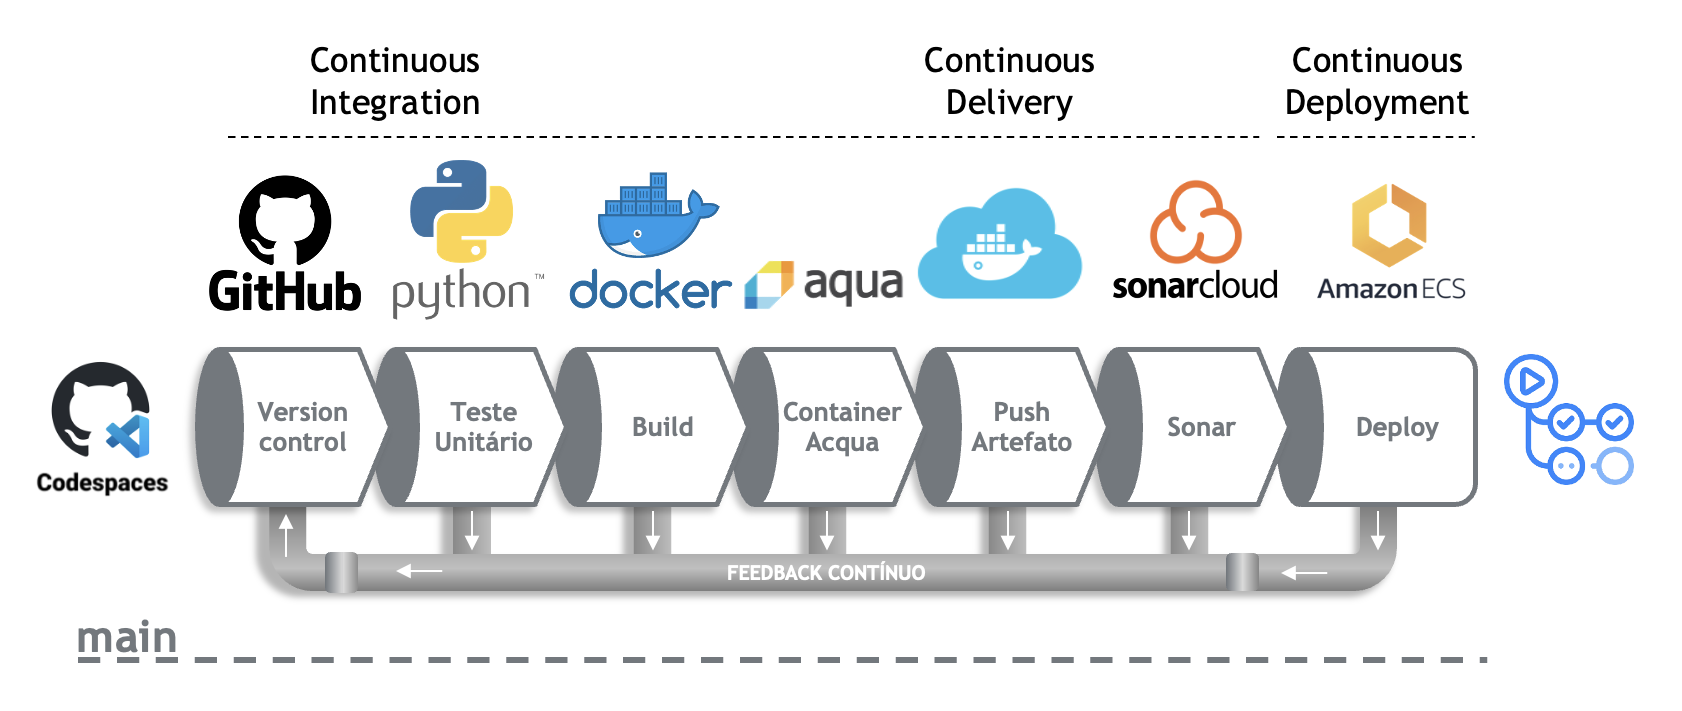 Continuous
Integration
Continuous
Delivery
Continuous
Deployment
GitHub
python™
docker
aqua
sonarcloud
Amazon ECS
Codespaces
Version
control
Teste
Unitário
Build
Container
Acqua
Push
Artefato
Sonar
Deploy
FEEDBACK CONTÍNUO
main